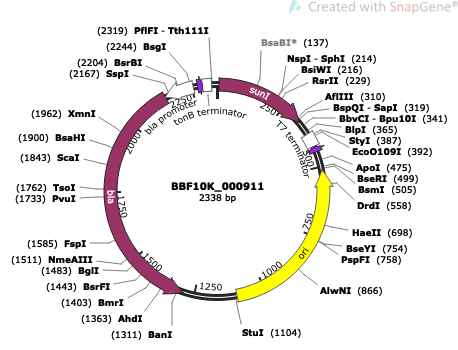 Created with SnapGene®
(2319) PflFI - Tth111I
(2244) BsgI
(2204) BsrBI
(2167) SspI
BsaBI* (137)
NspI - SphI (214)
BsiWI (216)
RsrII (229)
AflIII (310)
BspQI - SapI (319)
BbvCI - Bpu10I (341)
BlpI (365)
StyI (387)
EcoO109I (392)
ApoI (475)
BseRI (499)
BsmI (505)
DrdI (558)
HaeII (698)
BseYI (754)
PspFI (758)
AlwNI (866)
StuI (1104)
(1962) XmnI
(1900) BsaHI
(1843) ScaI
(1762) TsoI
(1733) PvuI
(1585) FspI
(1511) NmeAIII
(1483) BglI
(1443) BsrFI
(1403) BmrI
(1363) AhdI
(1311) BanI
sunI
T7 terminator
tonB terminator
bla promoter
bla
ori
BBF10K_000911
2338 bp
250
500
750
1000
1250
1500
1750
2000
2250